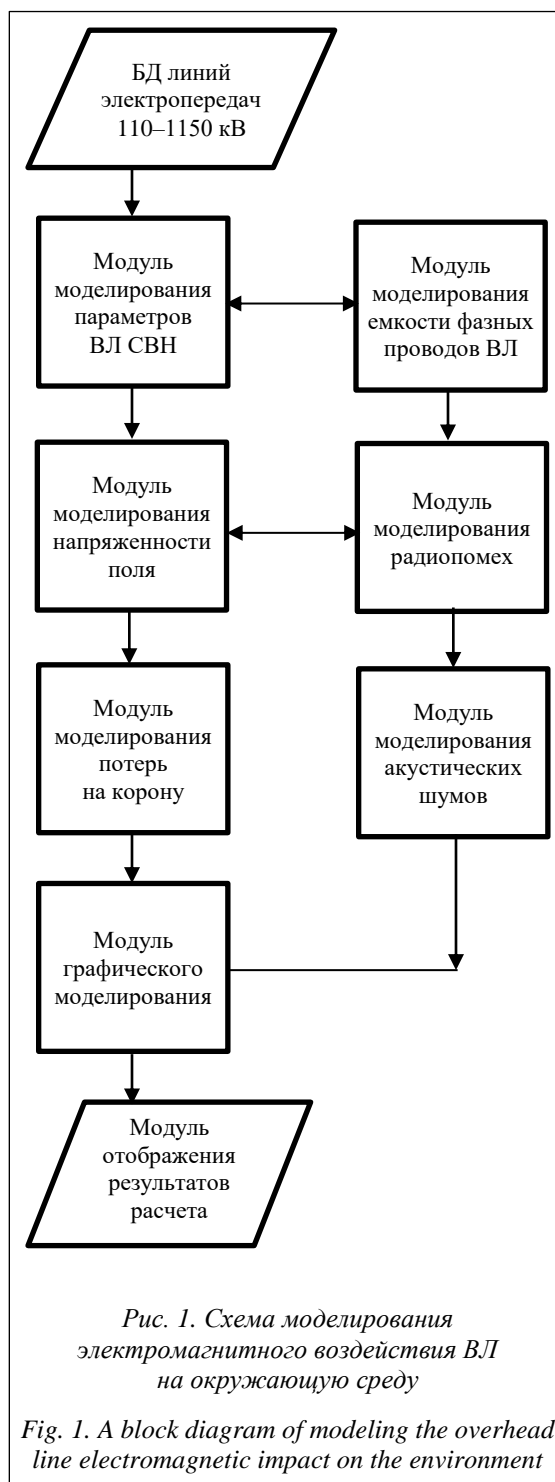 БД линий
электропередач
110–1150 кВ
Модуль
моделирования
параметров
ВЛ СВН
Модуль
моделирования
емкости фазных
проводов ВЛ
Модуль
моделирования
напряженности
поля
Модуль
моделирования
радиопомех
Модуль
моделирования
потерь
на корону
Модуль
моделирования
акустических
шумов
Модуль
графического
моделирования
Модуль
отображения
результатов
расчета
Рис. 1. Схема моделирования
электромагнитного воздействия ВЛ
на окружающую среду
Fig. 1. A block diagram of modeling the overhead
line electromagnetic impact on the environment